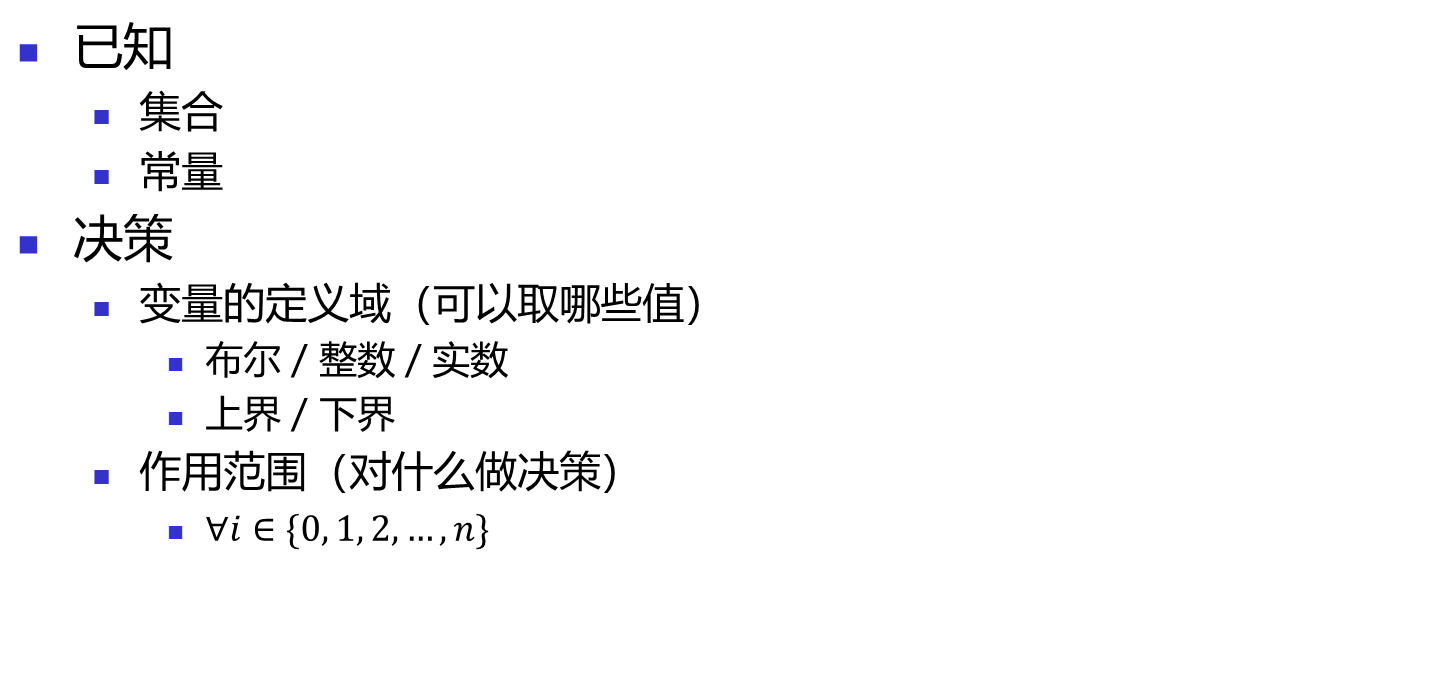 已知
集合
常量
决策
变量的定义域（可以取哪些值）
布尔 / 整数 / 实数
上界 / 下界
作用范围（对什么做决策）
∀i ∈ {0, 1, 2, … , n}